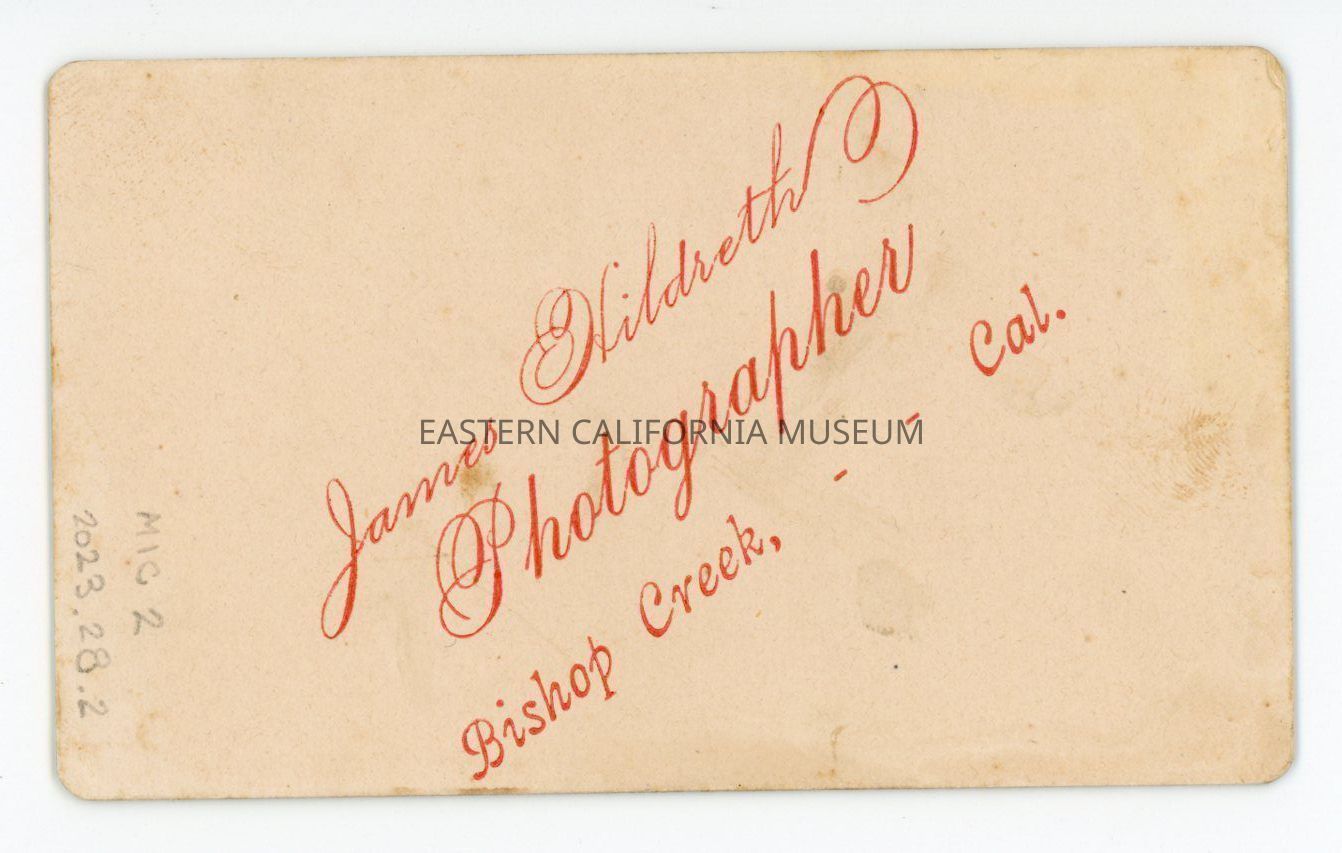 James Hildreth
Photographer
Bishop Creek, - - Cal.
EASTERN CALIFORNIA MUSEUM
MIC 2
2023.28.2